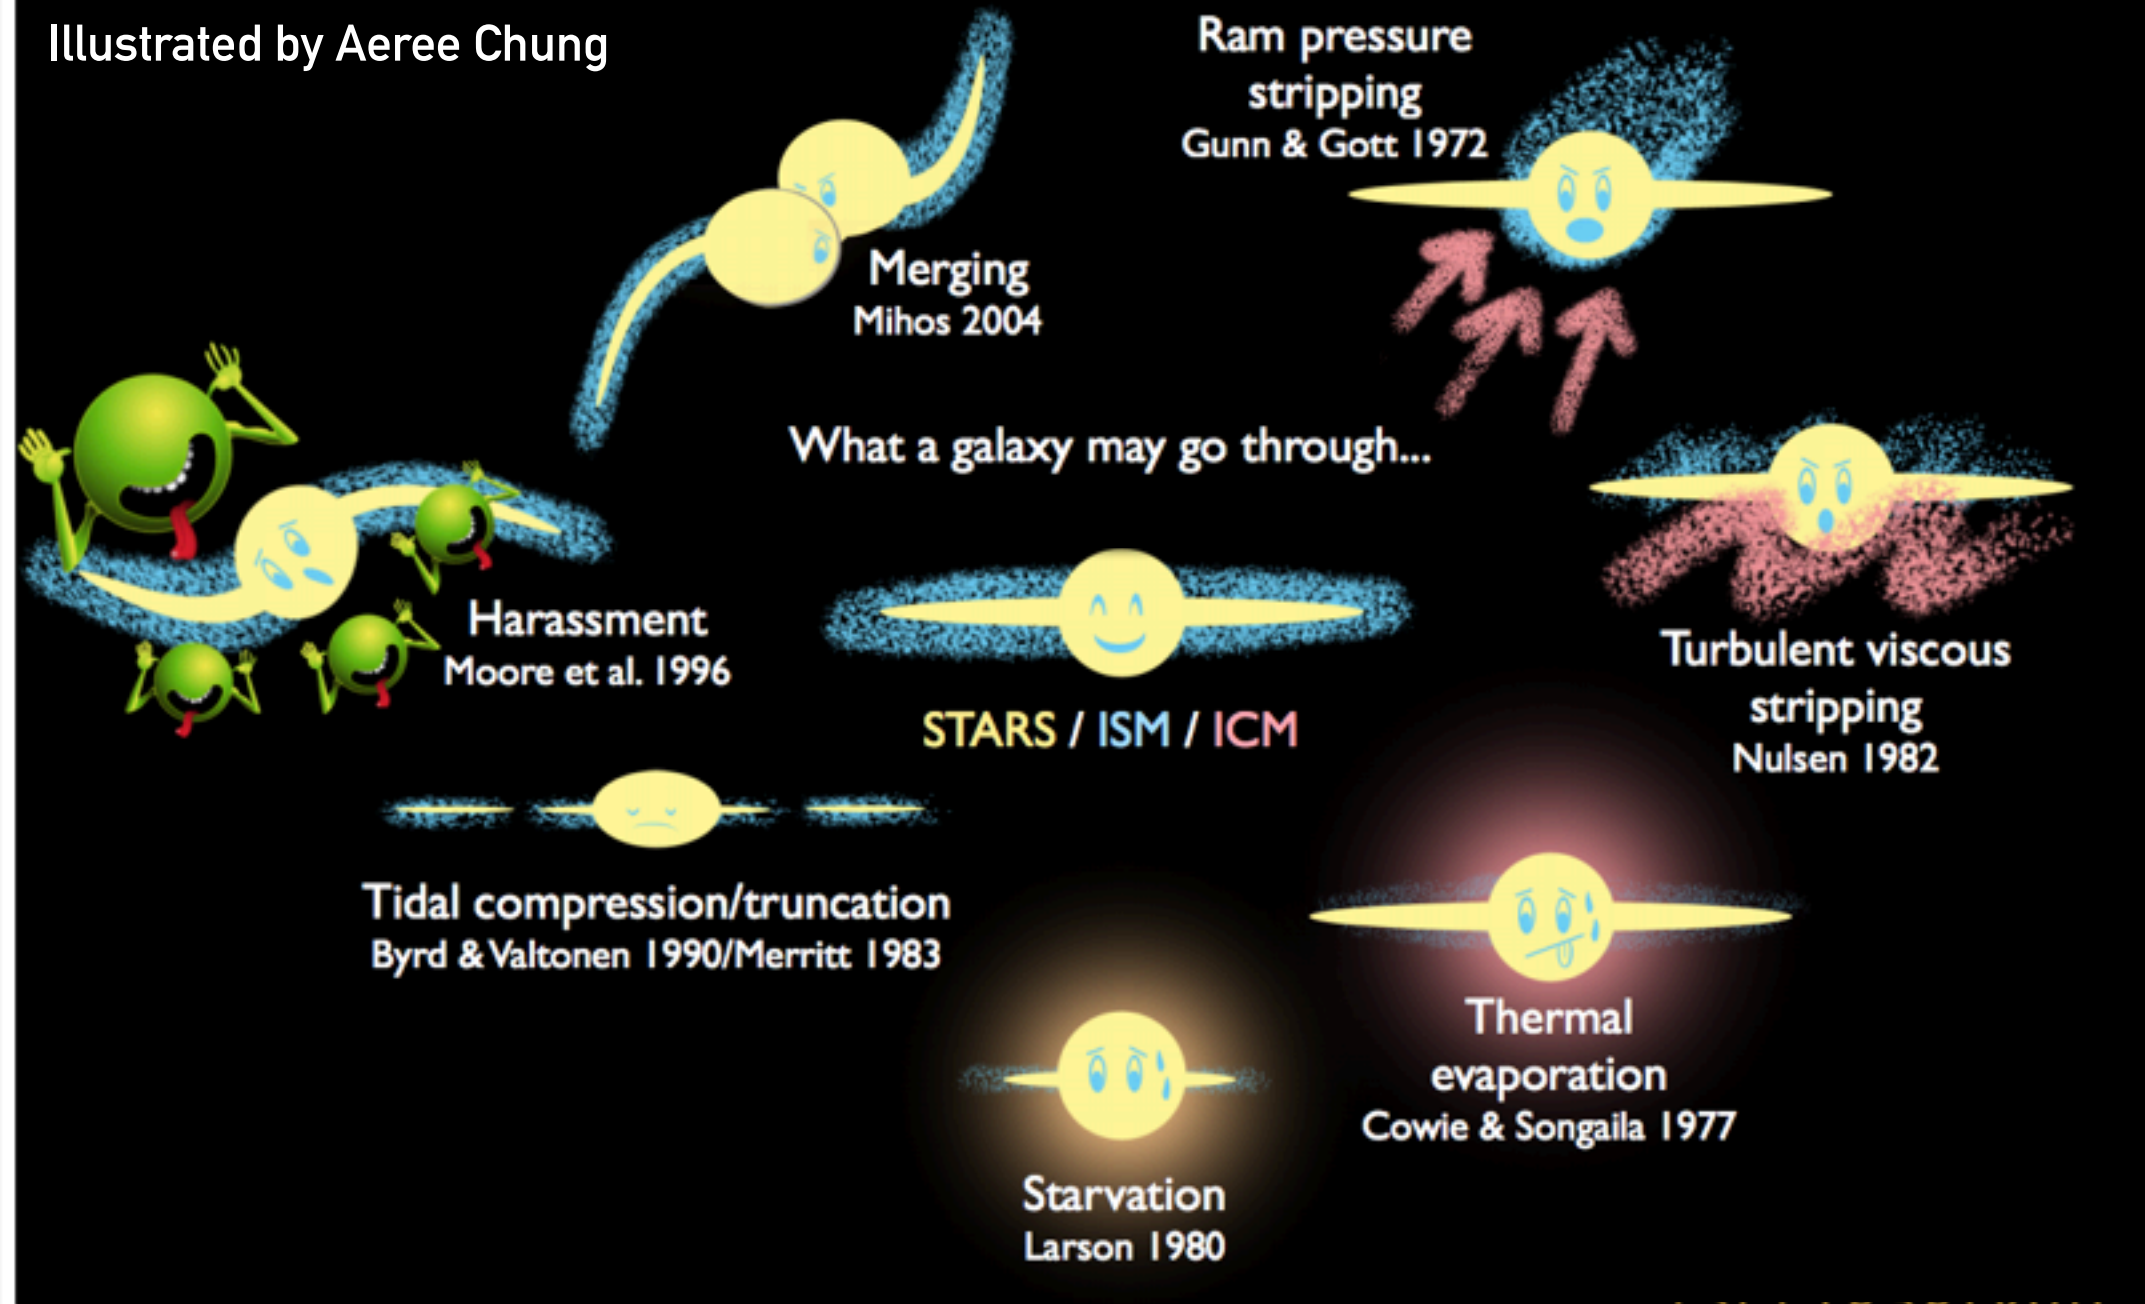 Illustrated by Aeree Chung
Ram pressure
stripping
Gunn & Gott 1972
Merging
Mihos 2004
What a galaxy may go through...
Harassment
Moore et al. 1996
STARS / ISM / ICM
Turbulent viscous
stripping
Nulsen 1982
Tidal compression/truncation
Byrd & Valtonen 1990/Merritt 1983
Thermal
evaporation
Cowie & Songaila 1977
Starvation
Larson 1980